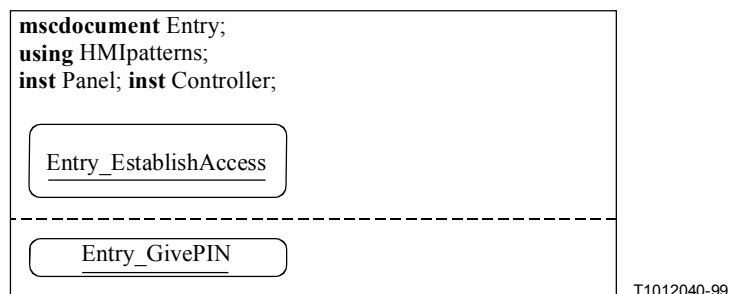 mscdocument Entry;
using HMIpatterns;
inst Panel; inst Controller;
Entry_EstablishAccess
Entry_GivePIN
T1012040-99